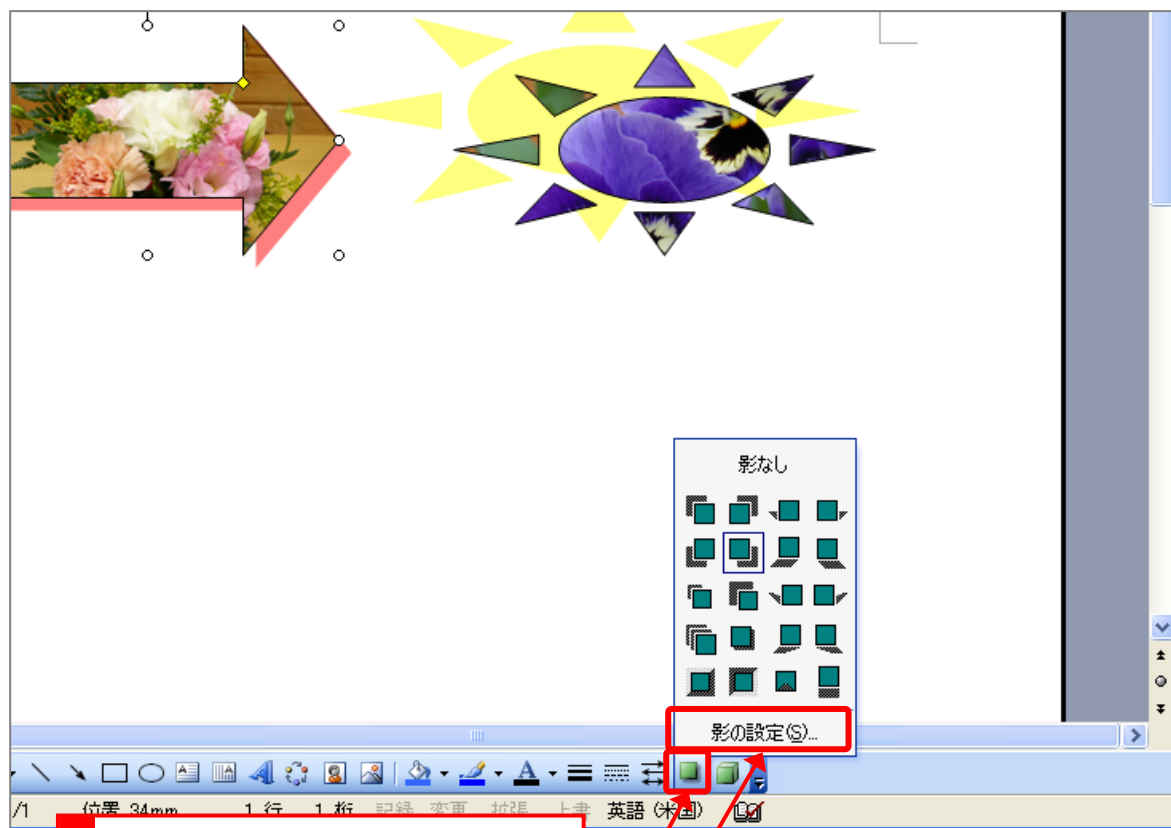 影なし
影の設定(S)...
A
/1 位置 34mm 1 行 1 桁 記録 変更 拡張 上書 英語 (米国)